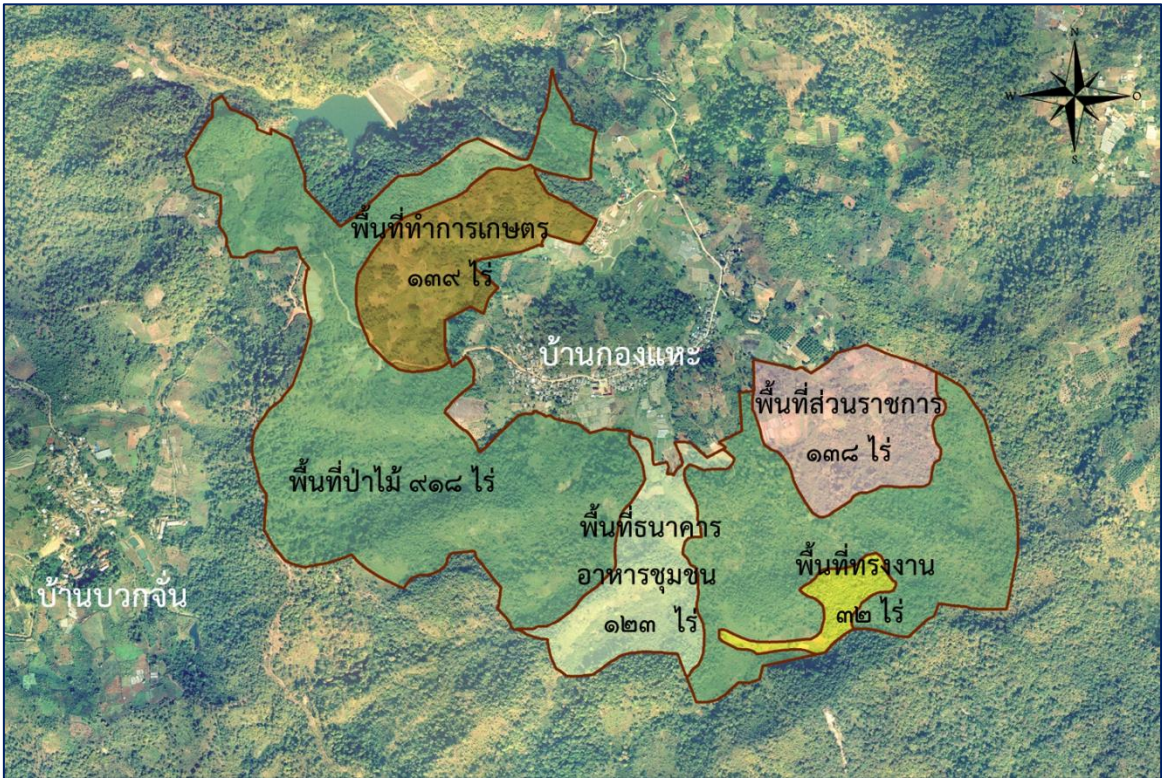 N
W
O
S
พื้นที่ทำการเกษตร
๑๓๙ ไร่
บ้านกองแหะ
พื้นที่ส่วนราชการ
๑๓๘ ไร่
พื้นที่ป่าไม้ ๙๑๘ ไร่
พื้นที่ธนาคาร
อาหารชุมชน
๑๒๓ ไร่
พื้นที่ทรงงาน
๓๒ ไร่
บ้านบวกจั่น